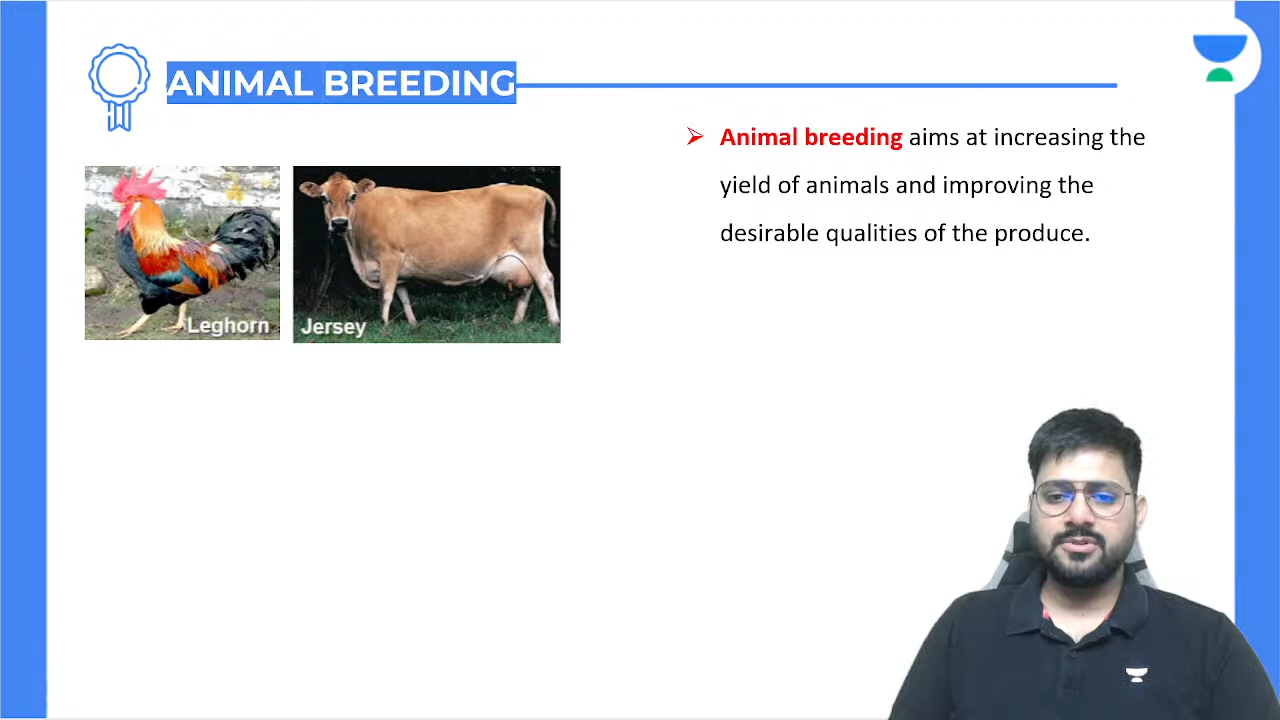 ANIMAL BREEDING
➢ Animal breeding aims at increasing the
yield of animals and improving the
desirable qualities of the produce.
Leghorn
Jersey